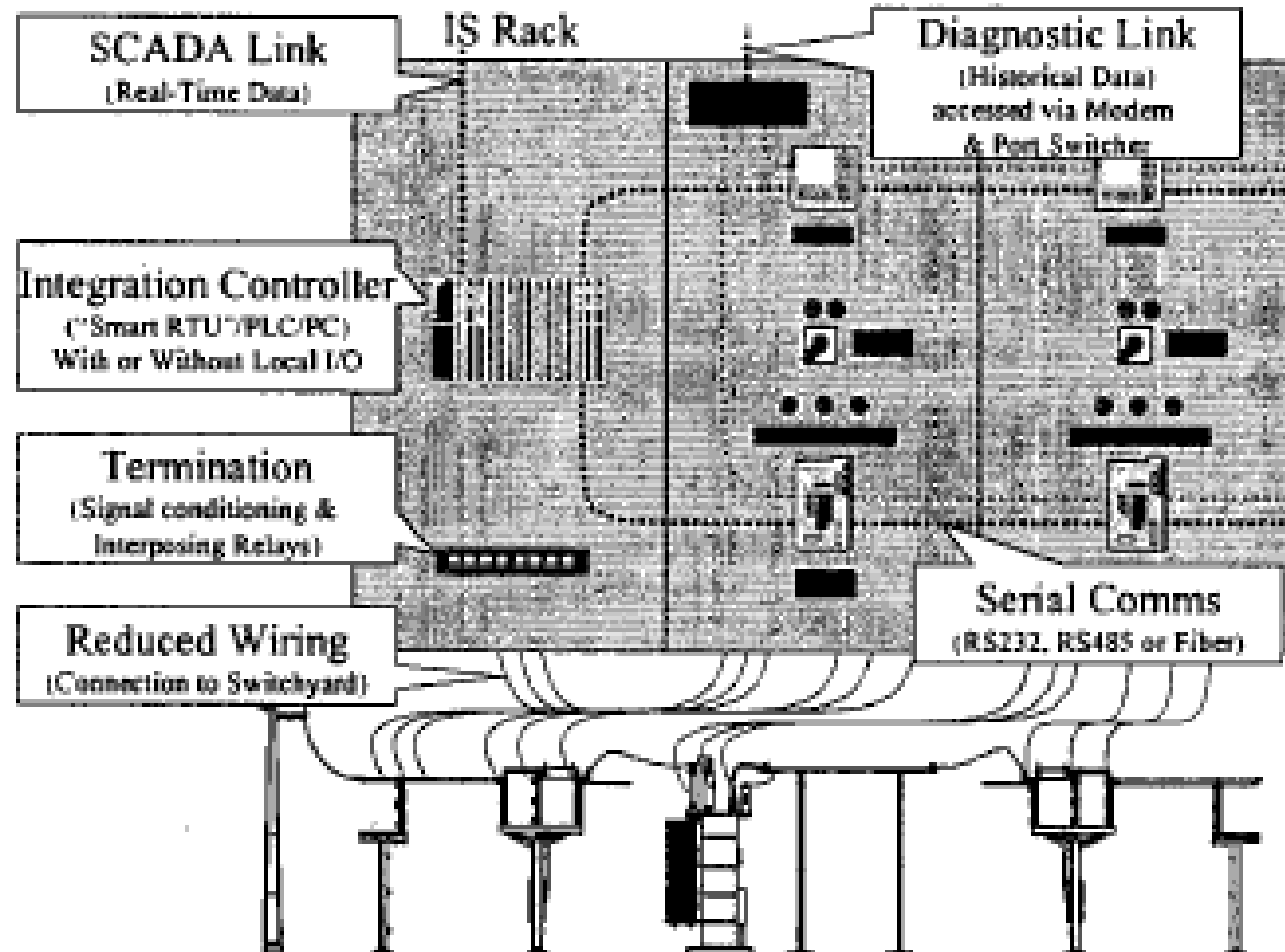 SCADA Link
(Real-Time Data)
IS Rack
Diagnostic Link
(Historical Data)
accessed via Modem
& Port Switcher
Integration Controller
("Smart RTU"/PLC/PC)
With or Without Local I/O
Termination
(Signal conditioning &
Interposing Relays)
Reduced Wiring
(Connection to Switchyard)
Serial Comms
(RS232, RS485 or Fiber)